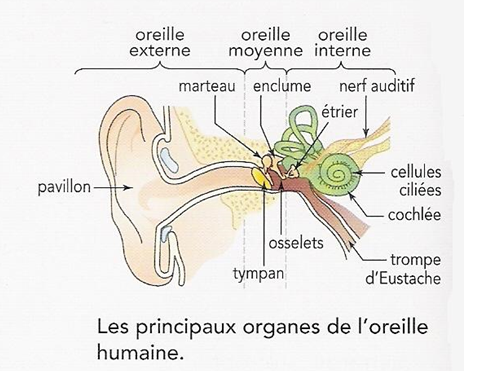 oreille externe
oreille moyenne
oreille interne
marteau
enclume
nerf auditif
étrier
pavillon
cellules
ciliées
cochlée
osselets
tympan
trompe
d'Eustache
Les principaux organes de l'oreille
humaine.